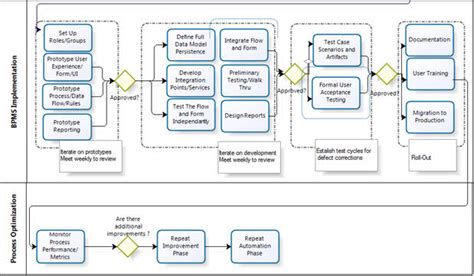 BPMS Implementation
Set Up
Roles/Groups
Prototype User
Experience/
Form/UI
Prototype
Process/Data
Flow/Rules
Prototype
Reporting
Iterate on prototypes
Meet weekly to review
Approved?
Define Full
Data Model
Persistence
Develop
Integration
Points/Services
Test The Flow
and Form
Independantly
Integrate Flow
and Form
Preliminary
Testing/Walk
Thru
Design Reports
Iterate on development
Meet weekly to review
Approved?
Test Case
Scenarios and
Artifacts
Formal User
Acceptance
Testing
Estalish test cycles for
defect corrections
Approved?
Documentation
User Training
Migration to
Production
Roll-Out
Process Optimization
Monitor
Process
Performance/
Metrics
Are there
additional
improvements ?
Repeat
Improvement
Phase
Repeat
Automation
Phase